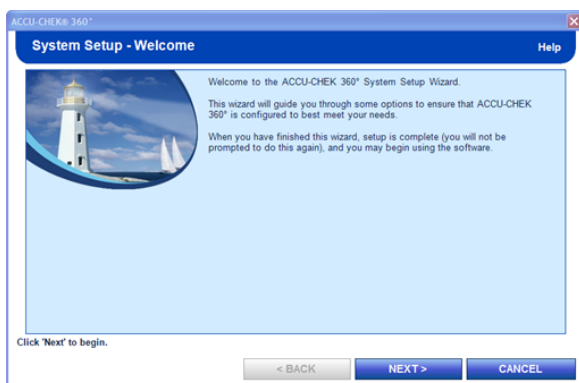 ACCU-CHEK® 360°
System Setup - Welcome
Help
Welcome to the ACCU-CHEK 360° System Setup Wizard.
This wizard will guide you through some options to ensure that ACCU-CHEK
360° is configured to best meet your needs.
When you have finished this wizard, setup is complete (you will not be
prompted to do this again), and you may begin using the software.
Click 'Next' to begin.
< BACK
NEXT >
CANCEL